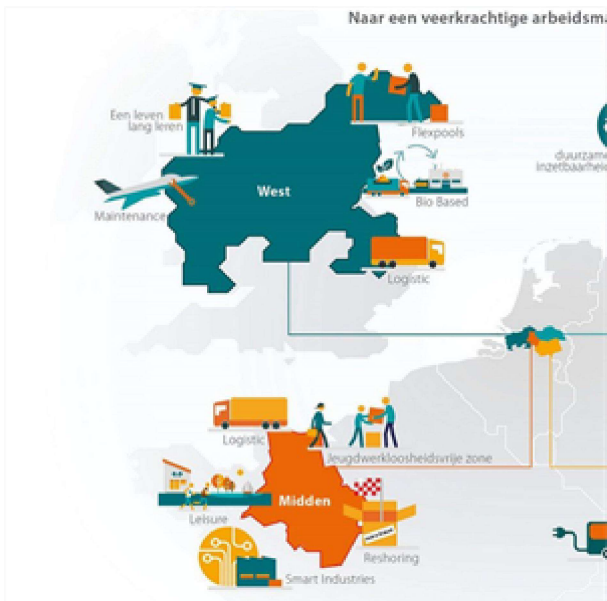 Naar een veerkrachtige arbeidsma
Een leven
lang leren
Flexpools
duurzame
inzetbaarheid
West
Bio Based
Maintenance
Logistic
Logistic
Jeugdwerkloosheidsvrije zone
Midden
Leisure
Reshoring
Smart Industries